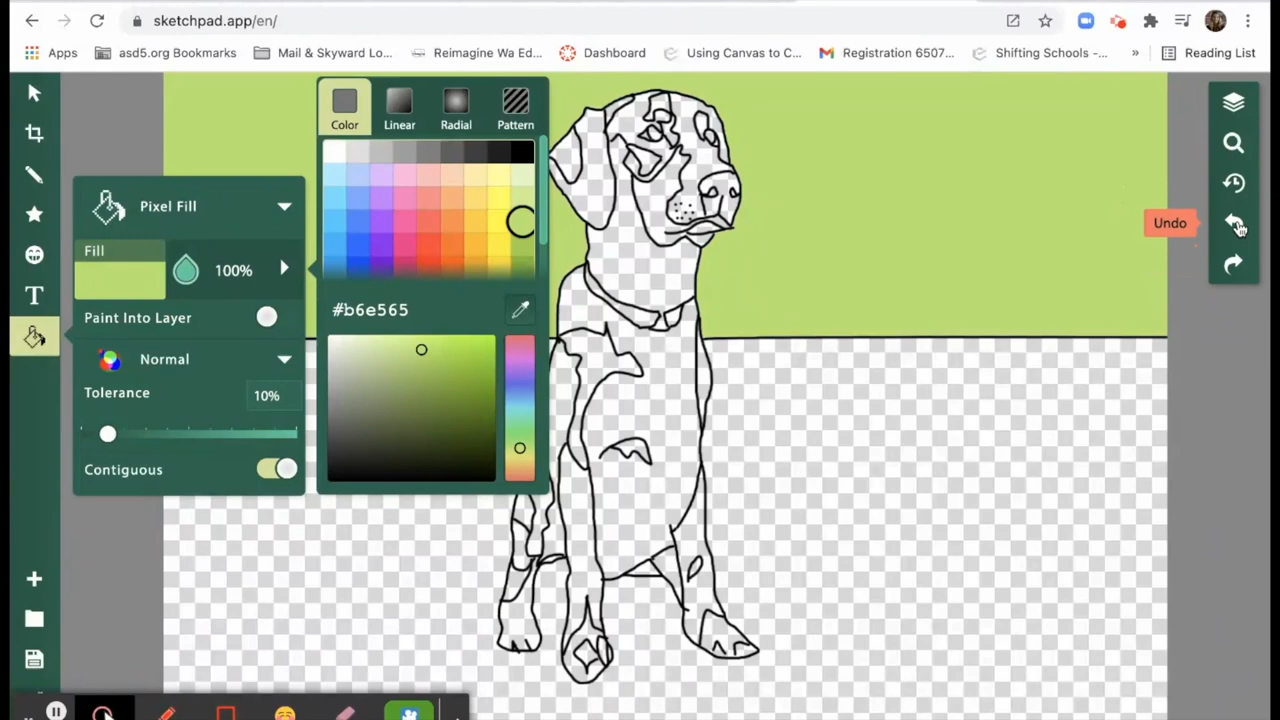 sketchpad.app/en/
Apps
asd5.org Bookmarks
Mail & Skyward Lo...
Reimagine Wa Ed...
Dashboard
Using Canvas to C...
Registration 6507...
Shifting Schools -...
»
Reading List
Color
Linear
Radial
Pattern
Pixel Fill
Fill
100%
#b6e565
Paint Into Layer
Normal
Tolerance
10%
Contiguous
T
Undo